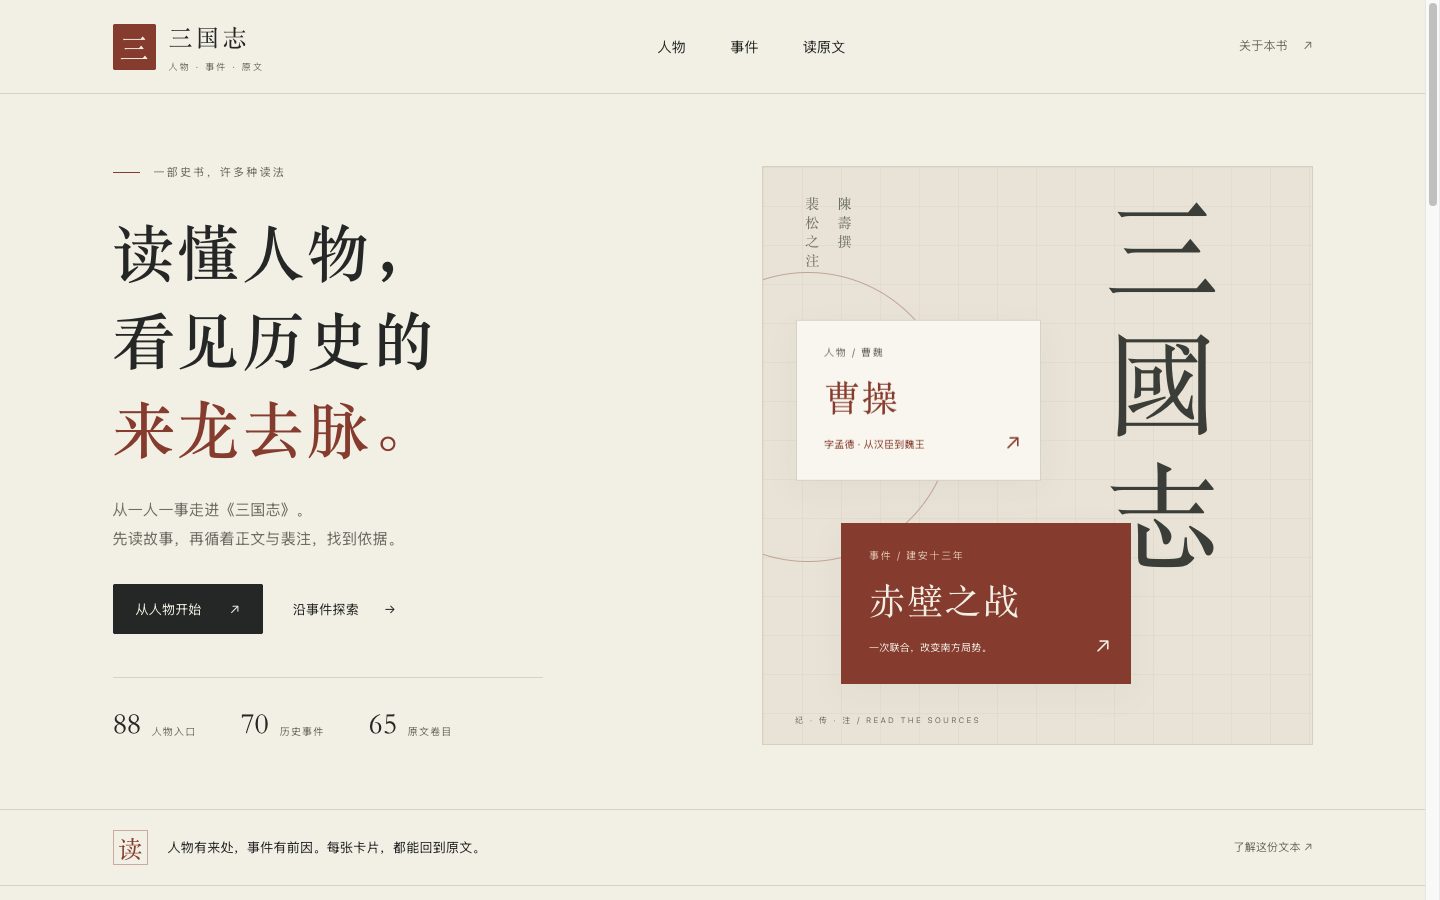 三
三国志
人物 · 事件 · 原文
人物
事件
读原文
关于本书 ↗
一部史书，许多种读法
读懂人物，
看见历史的
来龙去脉。
从一人一事走进《三国志》。
先读故事，再循着正文与裴注，找到依据。
从人物开始 ↗
沿事件探索 →
88 人物入口
70 历史事件
65 原文卷目
陳壽撰
裴松之注
三國志
人物 / 曹魏
曹操
字孟德 · 从汉臣到魏王 ↗
事件 / 建安十三年
赤壁之战
一次联合，改变南方局势。 ↗
纪 · 传 · 注 / READ THE SOURCES
读
人物有来处，事件有前因。每张卡片，都能回到原文。
了解这份文本 ↗